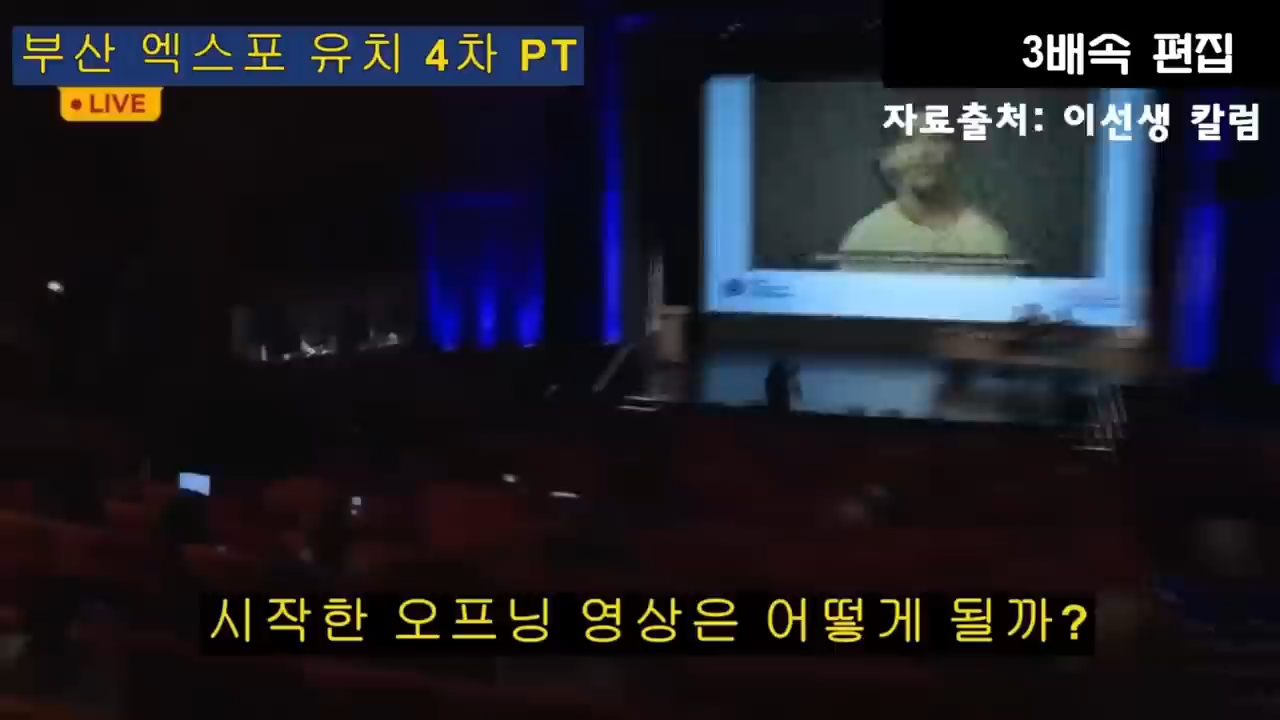 부산 엑스포 유치 4차 PT
3배속 편집
• LIVE
자료출처: 이선생 칼럼
시작한 오프닝 영상은 어떻게 될까?